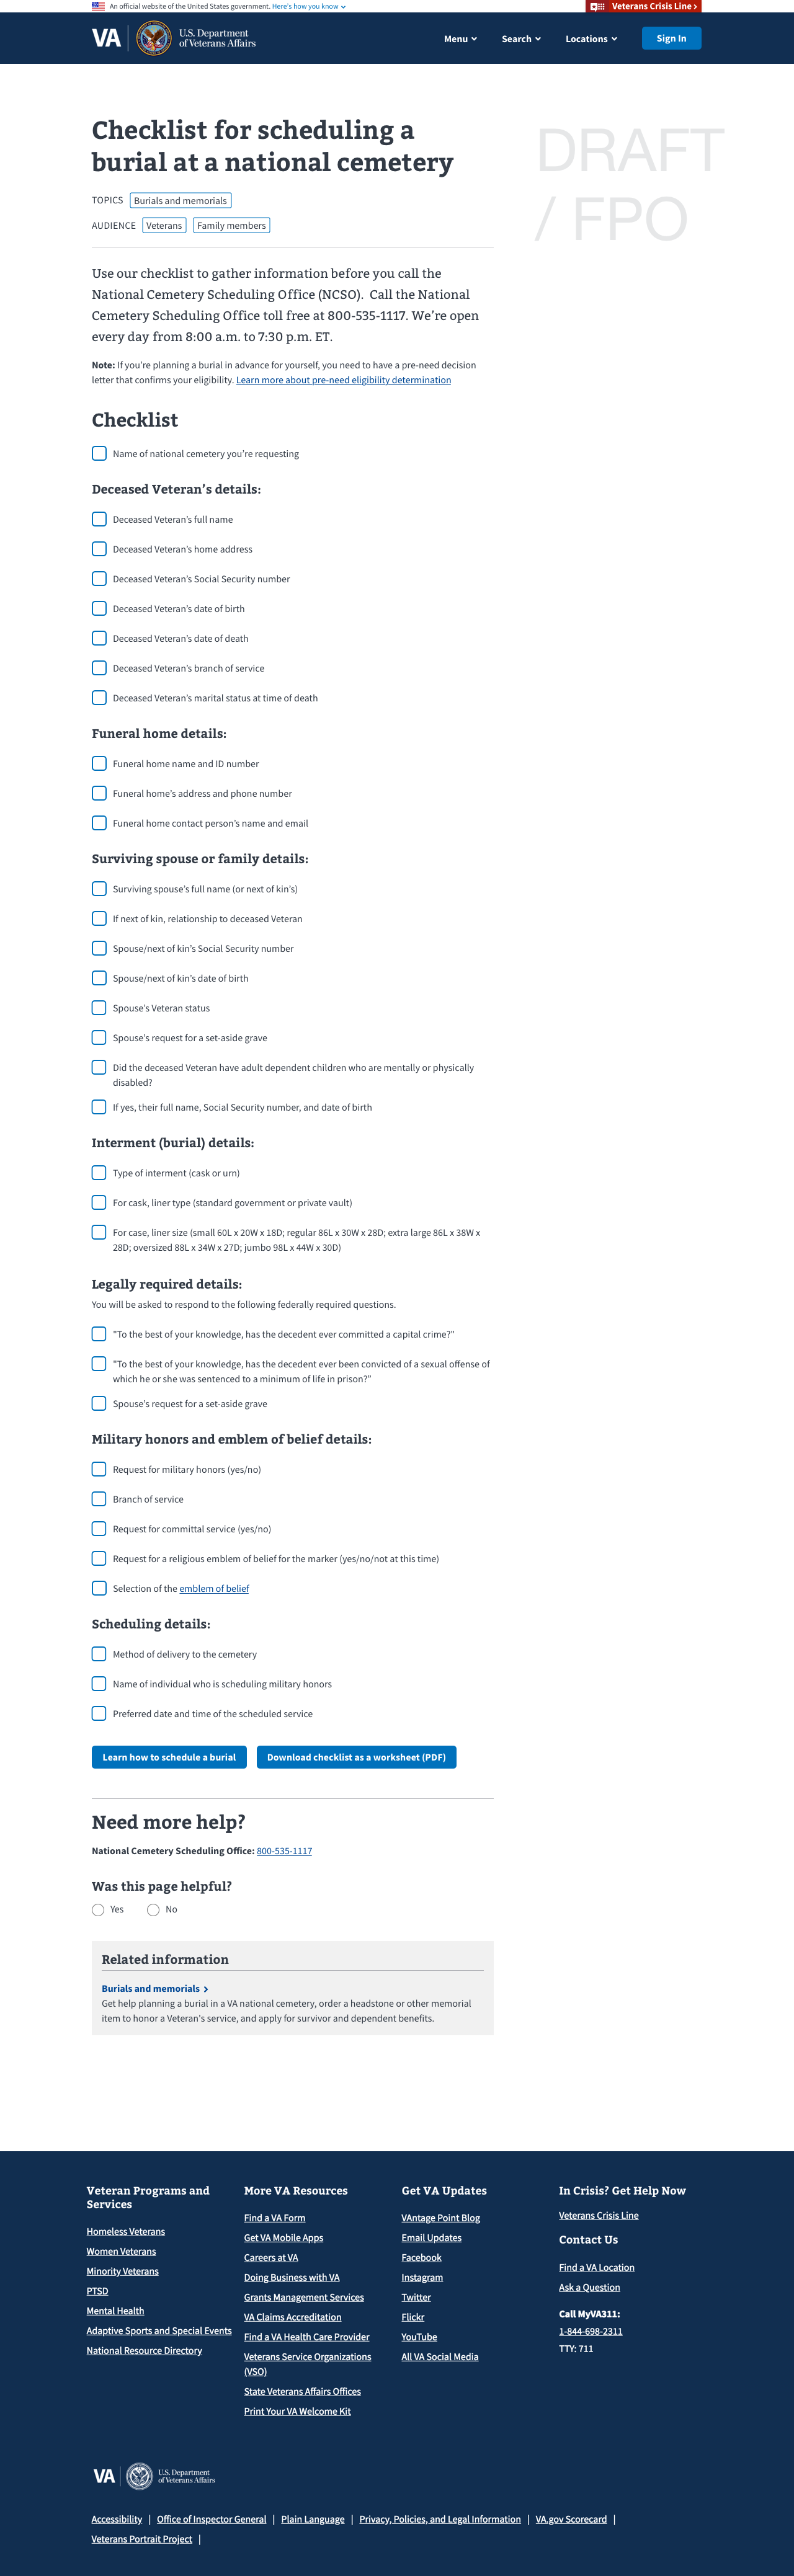 An official website of the United States government. Here's how you know
Veterans Crisis Line
VA
U.S. Department
of Veterans Affairs
Menu
Search
Locations
Sign In
Checklist for scheduling a
burial at a national cemetery
DRAFT
/ FPO
TOPICS Burials and memorials
AUDIENCE Veterans Family members
Use our checklist to gather information before you call the
National Cemetery Scheduling Office (NCSO).  Call the National
Cemetery Scheduling Office toll free at 800-535-1117. We’re open
every day from 8:00 a.m. to 7:30 p.m. ET.
Note: If you’re planning a burial in advance for yourself, you need to have a pre-need decision
letter that confirms your eligibility. Learn more about pre-need eligibility determination
Checklist
Name of national cemetery you’re requesting
Deceased Veteran’s details:
Deceased Veteran’s full name
Deceased Veteran’s home address
Deceased Veteran’s Social Security number
Deceased Veteran’s date of birth
Deceased Veteran’s date of death
Deceased Veteran’s branch of service
Deceased Veteran’s marital status at time of death
Funeral home details:
Funeral home name and ID number
Funeral home’s address and phone number
Funeral home contact person’s name and email
Surviving spouse or family details:
Surviving spouse’s full name (or next of kin’s)
If next of kin, relationship to deceased Veteran
Spouse/next of kin’s Social Security number
Spouse/next of kin’s date of birth
Spouse’s Veteran status
Spouse’s request for a set-aside grave
Did the deceased Veteran have adult dependent children who are mentally or physically
disabled?
If yes, their full name, Social Security number, and date of birth
Interment (burial) details:
Type of interment (cask or urn)
For cask, liner type (standard government or private vault)
For case, liner size (small 60L x 20W x 18D; regular 86L x 30W x 28D; extra large 86L x 38W x
28D; oversized 88L x 34W x 27D; jumbo 98L x 44W x 30D)
Legally required details:
You will be asked to respond to the following federally required questions.
"To the best of your knowledge, has the decedent ever committed a capital crime?"
"To the best of your knowledge, has the decedent ever been convicted of a sexual offense of
which he or she was sentenced to a minimum of life in prison?"
Spouse’s request for a set-aside grave
Military honors and emblem of belief details:
Request for military honors (yes/no)
Branch of service
Request for committal service (yes/no)
Request for a religious emblem of belief for the marker (yes/no/not at this time)
Selection of the emblem of belief
Scheduling details:
Method of delivery to the cemetery
Name of individual who is scheduling military honors
Preferred date and time of the scheduled service
Learn how to schedule a burial
Download checklist as a worksheet (PDF)
Need more help?
National Cemetery Scheduling Office: 800-535-1117
Was this page helpful?
Yes No
Related information
Burials and memorials
Get help planning a burial in a VA national cemetery, order a headstone or other memorial
item to honor a Veteran's service, and apply for survivor and dependent benefits.
Veteran Programs and
Services
Homeless Veterans
Women Veterans
Minority Veterans
PTSD
Mental Health
Adaptive Sports and Special Events
National Resource Directory
More VA Resources
Find a VA Form
Get VA Mobile Apps
Careers at VA
Doing Business with VA
Grants Management Services
VA Claims Accreditation
Find a VA Health Care Provider
Veterans Service Organizations
(VSO)
State Veterans Affairs Offices
Print Your VA Welcome Kit
Get VA Updates
VAntage Point Blog
Email Updates
Facebook
Instagram
Twitter
Flickr
YouTube
All VA Social Media
In Crisis? Get Help Now
Veterans Crisis Line
Contact Us
Find a VA Location
Ask a Question
Call MyVA311:
1-844-698-2311
TTY: 711
VA
U.S. Department
of Veterans Affairs
Accessibility | Office of Inspector General | Plain Language | Privacy, Policies, and Legal Information | VA.gov Scorecard |
Veterans Portrait Project |